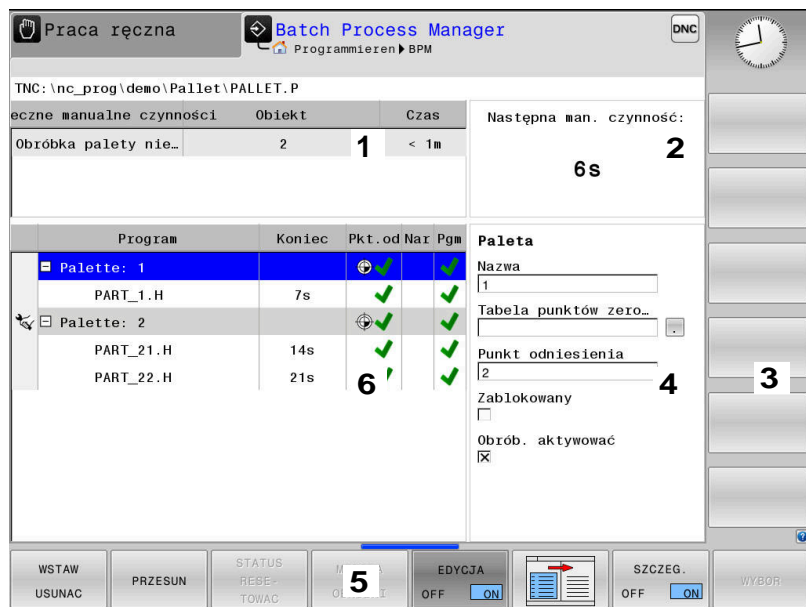 Praca ręczna
Batch Process Manager
Programmieren BPM
DNC
TNC:\nc_prog\demo\Pallet\PALLET.P
eczne manualne czynności Obiekt Czas
Obróbka palety nie… 2 < 1m
1
Następna man. czynność:
2
6s
Program Koniec Pkt.od Nar Pgm
Palette: 1
PART_1.H 7s
Palette: 2
PART_21.H 14s
PART_22.H 21s
6
Paleta
Nazwa
1
Tabela punktów zero…
.
Punkt odniesienia
2
4
Zablokowany
Obrób. aktywować
3
WSTAW
USUNAC
PRZESUN
STATUS
RESE-
TOWAC
5
EDYCJA
OFF ON
SZCZEG.
OFF ON
WYBOR